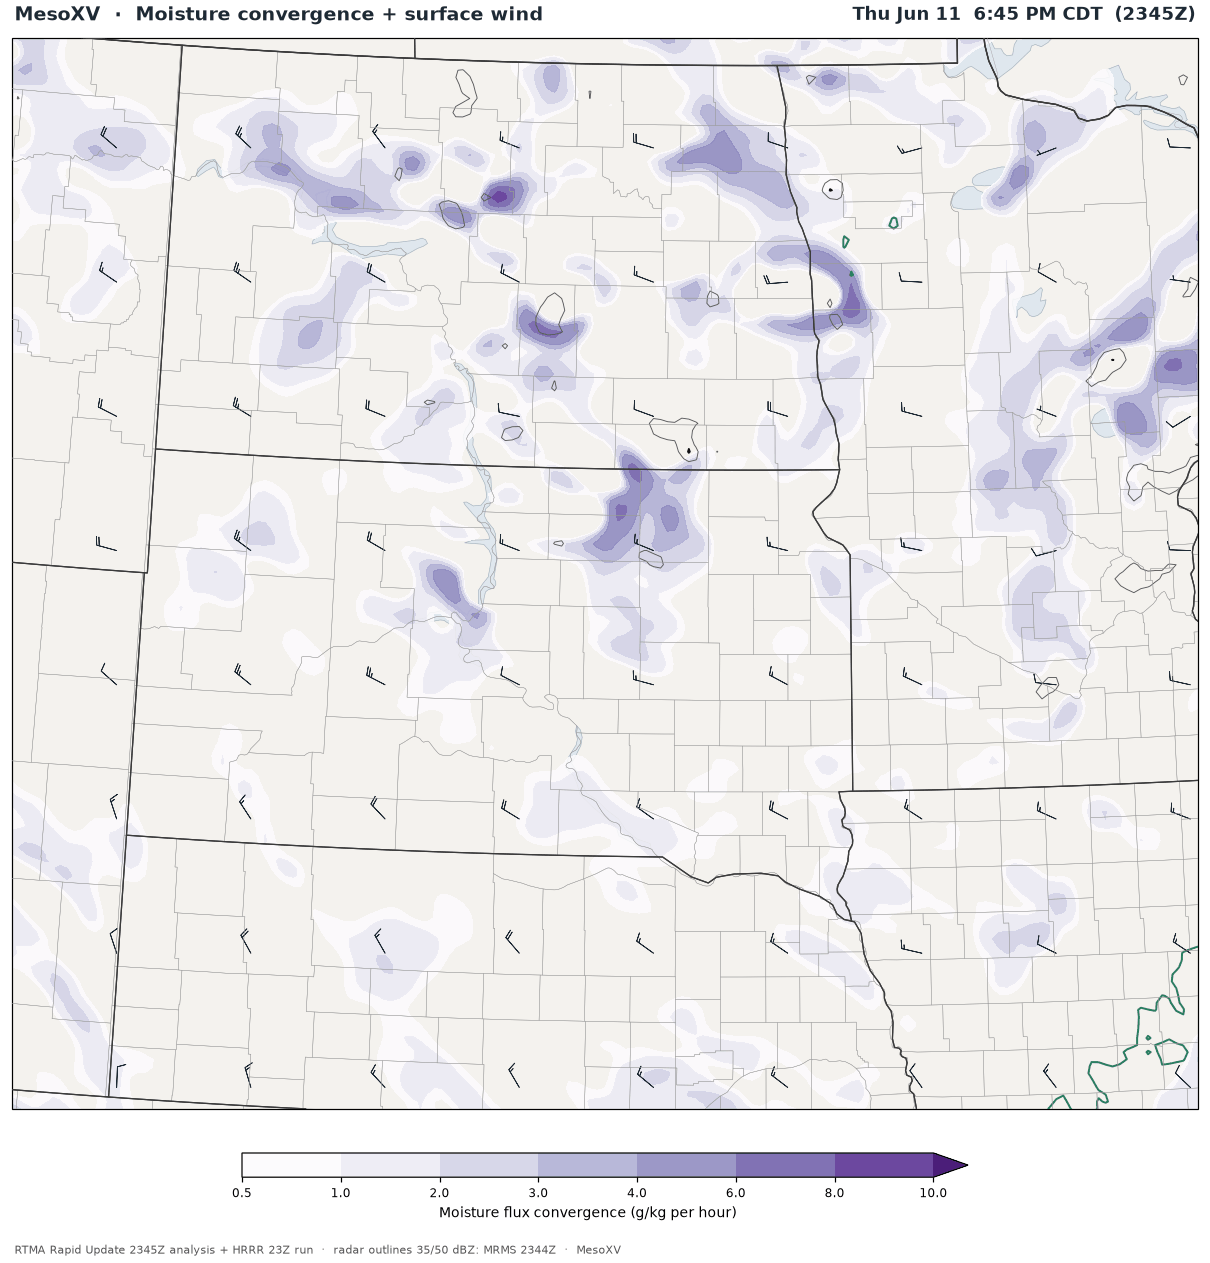 MesoXV · Moisture convergence + surface wind
Thu Jun 11 6:45 PM CDT (2345Z)
0.5 1.0 2.0 3.0 4.0 6.0 8.0 10.0
Moisture flux convergence (g/kg per hour)
RTMA Rapid Update 2345Z analysis + HRRR 23Z run · radar outlines 35/50 dBZ: MRMS 2344Z · MesoXV